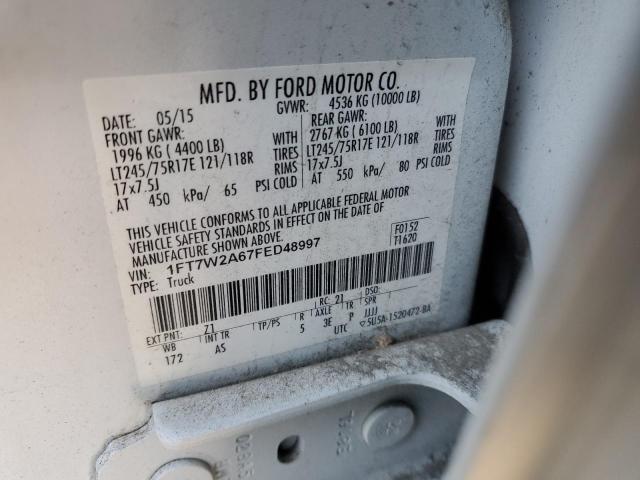 MFD. BY FORD MOTOR CO.
DATE: 05/15 GVWR: 4536 KG (10000 LB)
FRONT GAWR: REAR GAWR:
1996 KG ( 4400 LB) WITH 2767 KG ( 6100 LB) WITH
LT245/75R17E 121/118R TIRES LT245/75R17E 121/118R TIRES
17x7.5J RIMS 17x7.5J RIMS
AT 450 kPa/ 65 PSI COLD AT 550 kPa/ 80 PSI COLD
THIS VEHICLE CONFORMS TO ALL APPLICABLE FEDERAL MOTOR
VEHICLE SAFETY STANDARDS IN EFFECT ON THE DATE OF
MANUFACTURE SHOWN ABOVE.
F0152
T1620
VIN: 1FT7W2A67FED48997
TYPE: Truck
EXT PNT: Z1 RC: 21 DSO:
WB INT TR TP/PS R AXLE TR SPR
172 AS 5 3E P JJJJ
UTC 5U5A-1520472-BA